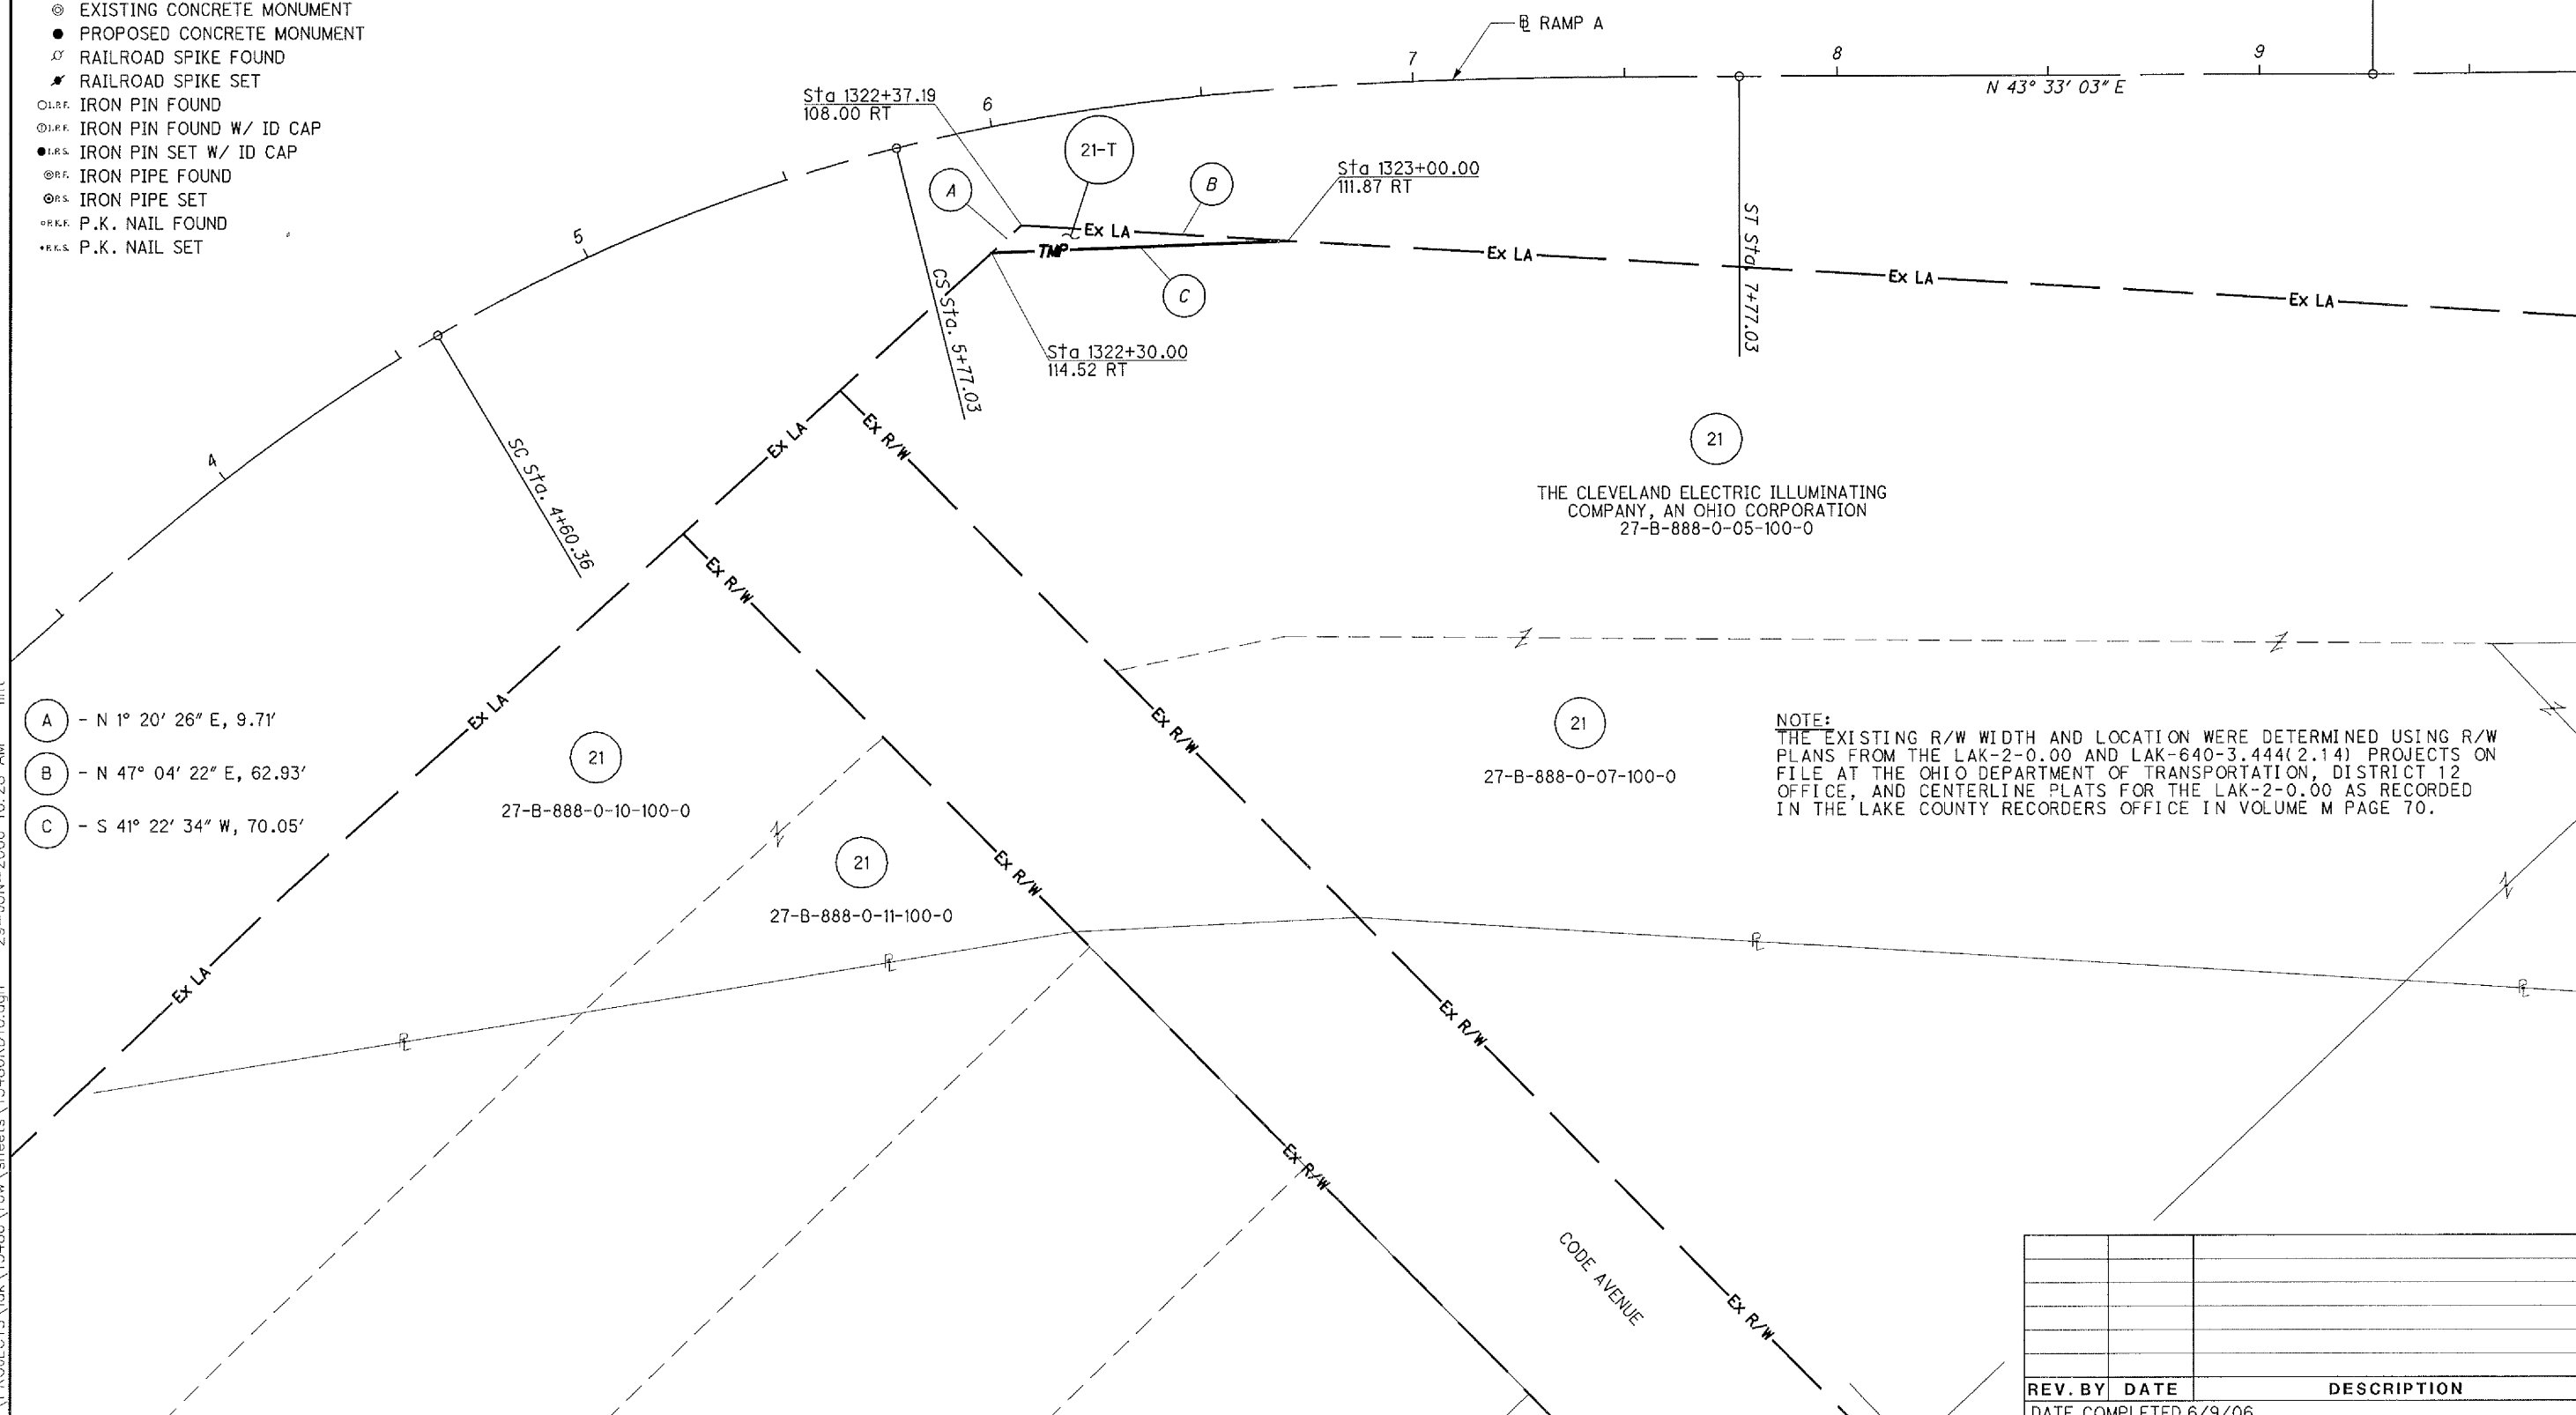 EXISTING CONCRETE MONUMENT
PROPOSED CONCRETE MONUMENT
RAILROAD SPIKE FOUND
RAILROAD SPIKE SET
I.P.F. IRON PIN FOUND
I.P.F. IRON PIN FOUND W/ ID CAP
I.P.S. IRON PIN SET W/ ID CAP
P.F. IRON PIPE FOUND
P.S. IRON PIPE SET
P.K.F. P.K. NAIL FOUND
P.K.S. P.K. NAIL SET
RAMP A
4
5
6
7
8
9
N 43° 33' 03" E
Sta 1322+37.19
108.00 RT
21-T
A
B
Sta 1323+00.00
111.87 RT
Ex LA
TMP
C
Sta 1322+30.00
114.52 RT
Ex LA
Ex LA
Ex LA
SC Sta. 4+60.36
CS Sta. 5+77.03
ST Sta. 7+77.03
Ex LA
Ex R/W
Ex R/W
21
THE CLEVELAND ELECTRIC ILLUMINATING
COMPANY, AN OHIO CORPORATION
27-B-888-0-05-100-0
Ex LA
Ex R/W
A - N 1° 20' 26" E, 9.71'
B - N 47° 04' 22" E, 62.93'
C - S 41° 22' 34" W, 70.05'
21
27-B-888-0-10-100-0
21
27-B-888-0-07-100-0
NOTE:
THE EXISTING R/W WIDTH AND LOCATION WERE DETERMINED USING R/W
PLANS FROM THE LAK-2-0.00 AND LAK-640-3.444(2.14) PROJECTS ON
FILE AT THE OHIO DEPARTMENT OF TRANSPORTATION, DISTRICT 12
OFFICE, AND CENTERLINE PLATS FOR THE LAK-2-0.00 AS RECORDED
IN THE LAKE COUNTY RECORDERS OFFICE IN VOLUME M PAGE 70.
21
27-B-888-0-11-100-0
Ex R/W
Ex LA
PL
PL
PL
PL
Ex R/W
Ex R/W
CODE AVENUE
Ex R/W
REV. BY DATE DESCRIPTION
DATE COMPLETED 6/9/06